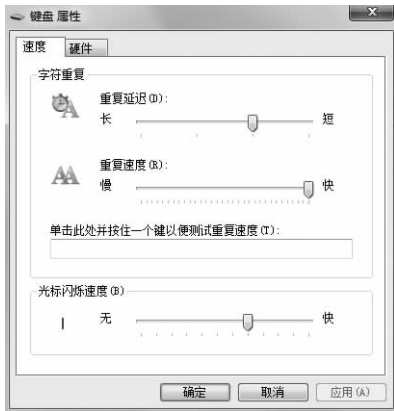 键盘 属性
速度 硬件
字符重复
重复延迟(D):
长 短
重复速度(R):
慢 快
单击此处并按住一个键以便测试重复速度(T):
光标闪烁速度(B)
无 快
确定 取消 应用(A)